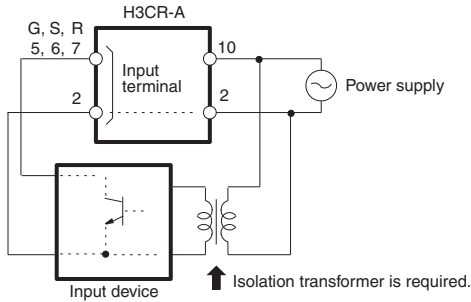 H3CR-A
G, S, R
5, 6, 7
10
Input
terminal
2
2
Power supply
Isolation transformer is required.
Input device